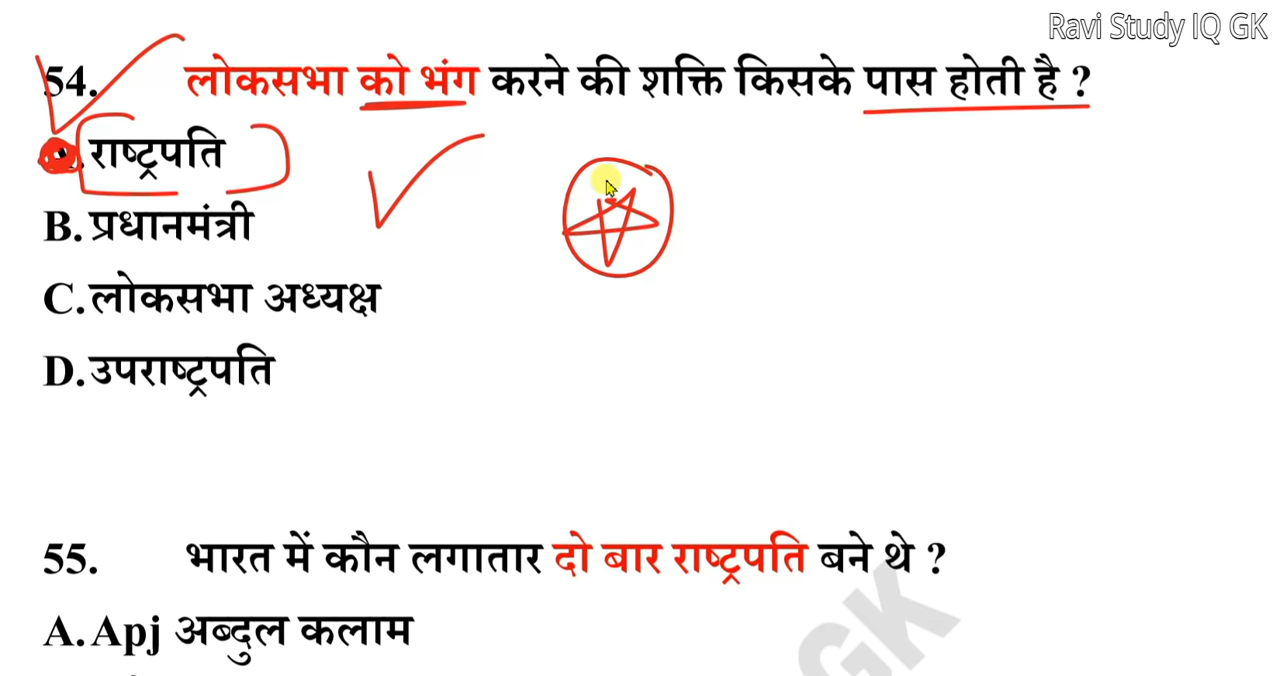 Ravi Study IQ GK
54. लोकसभा को भंग करने की शक्ति किसके पास होती है ?
राष्ट्रपति
B. प्रधानमंत्री
C. लोकसभा अध्यक्ष
D. उपराष्ट्रपति
55. भारत में कौन लगातार दो बार राष्ट्रपति बने थे ?
A. Apj अब्दुल कलाम
GK